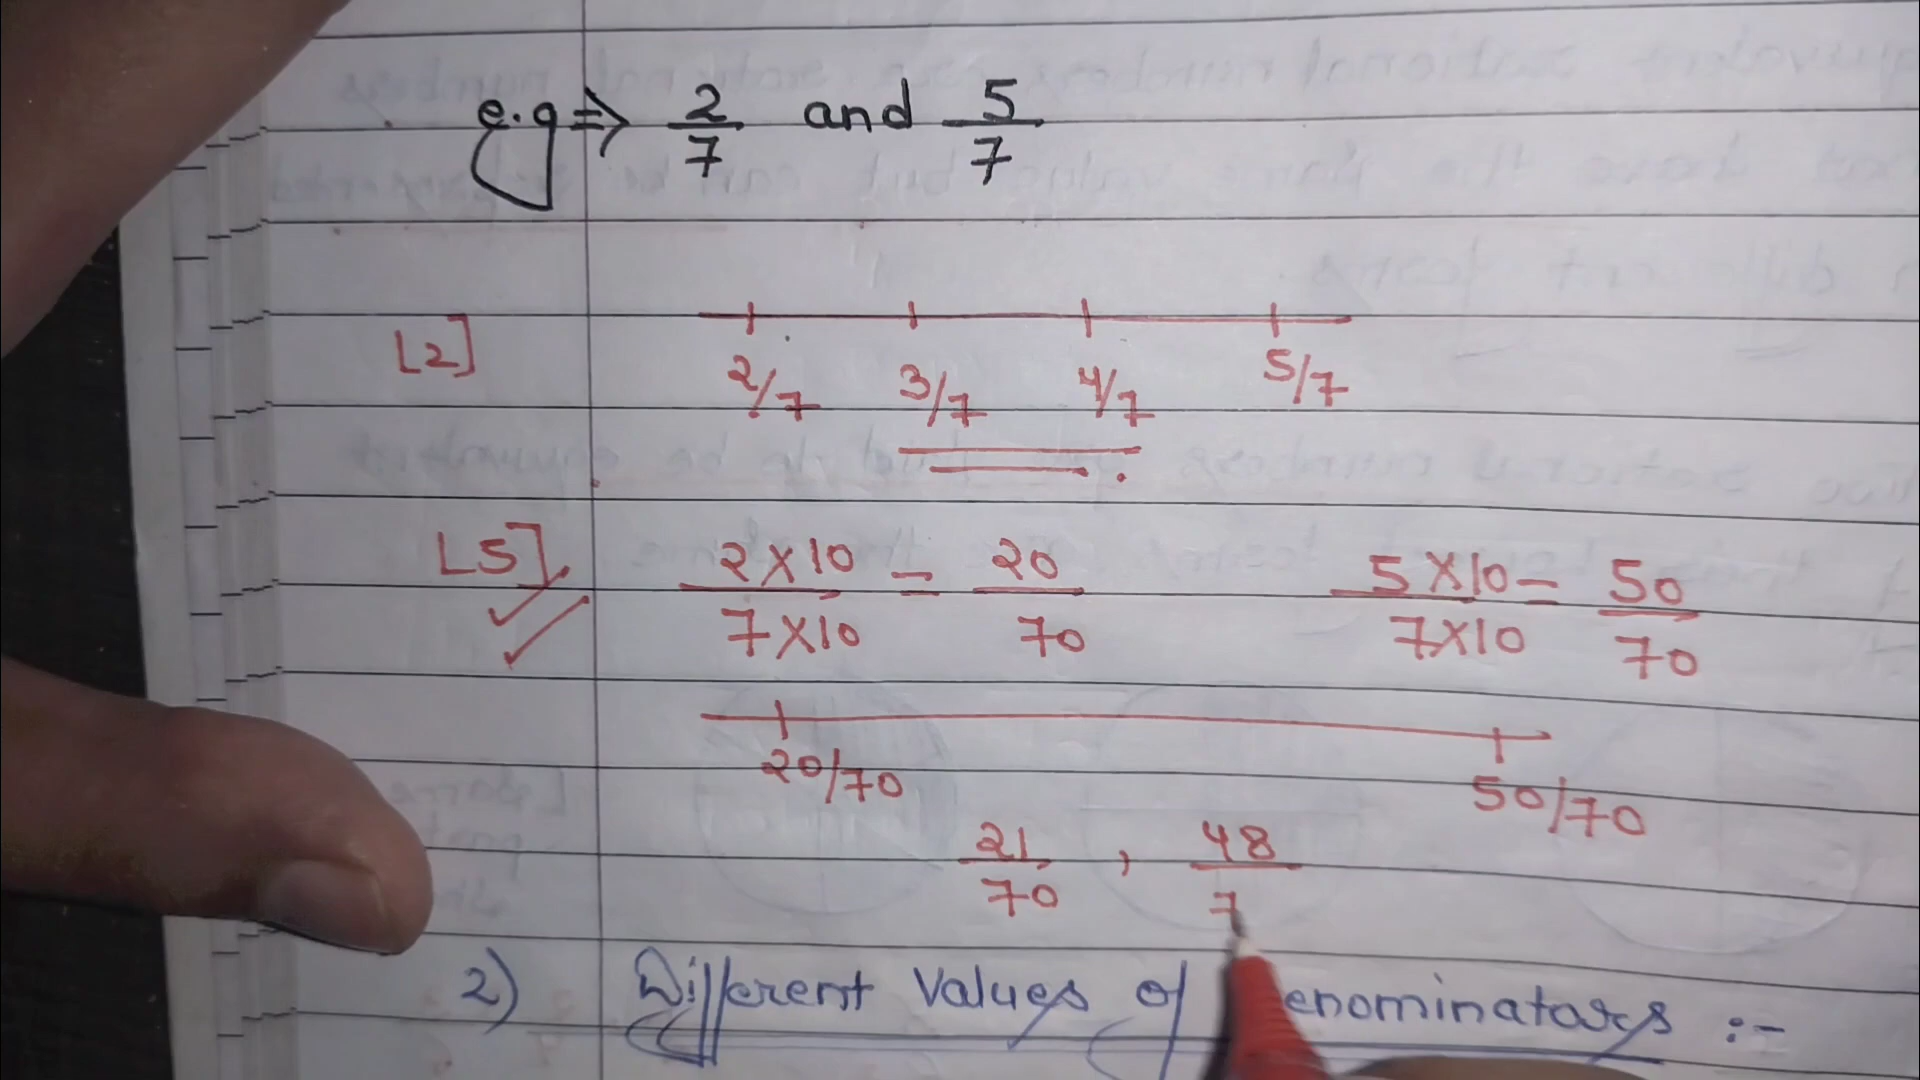 e.g ⇒ 2/7 and 5/7
[2]
2/7 3/7 4/7 5/7
[5] 2×10/7×10 = 20/70 5×10/7×10 = 50/70
20/70 50/70
21/70 , 48/7
2) Different Values of enominators :-